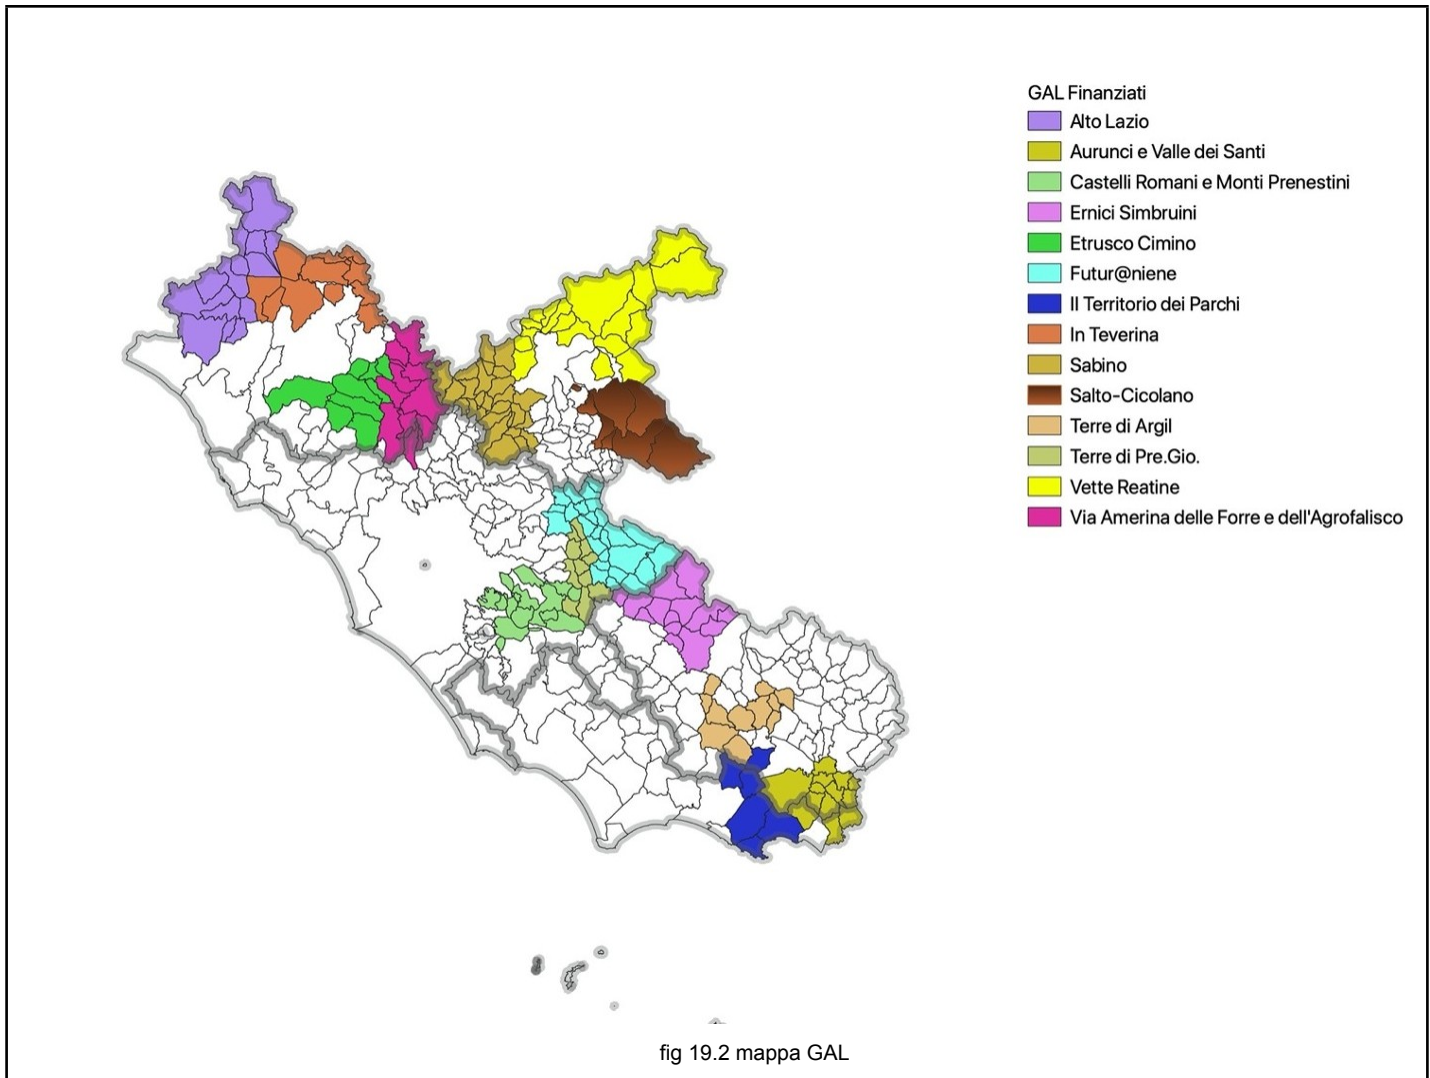 GAL Finanziati
Alto Lazio
Aurunci e Valle dei Santi
Castelli Romani e Monti Prenestini
Ernici Simbruini
Etrusco Cimino
Futur@niene
Il Territorio dei Parchi
In Teverina
Sabino
Salto-Cicolano
Terre di Argil
Terre di Pre.Gio.
Vette Reatine
Via Amerina delle Forre e dell'Agrofalisco
fig 19.2 mappa GAL